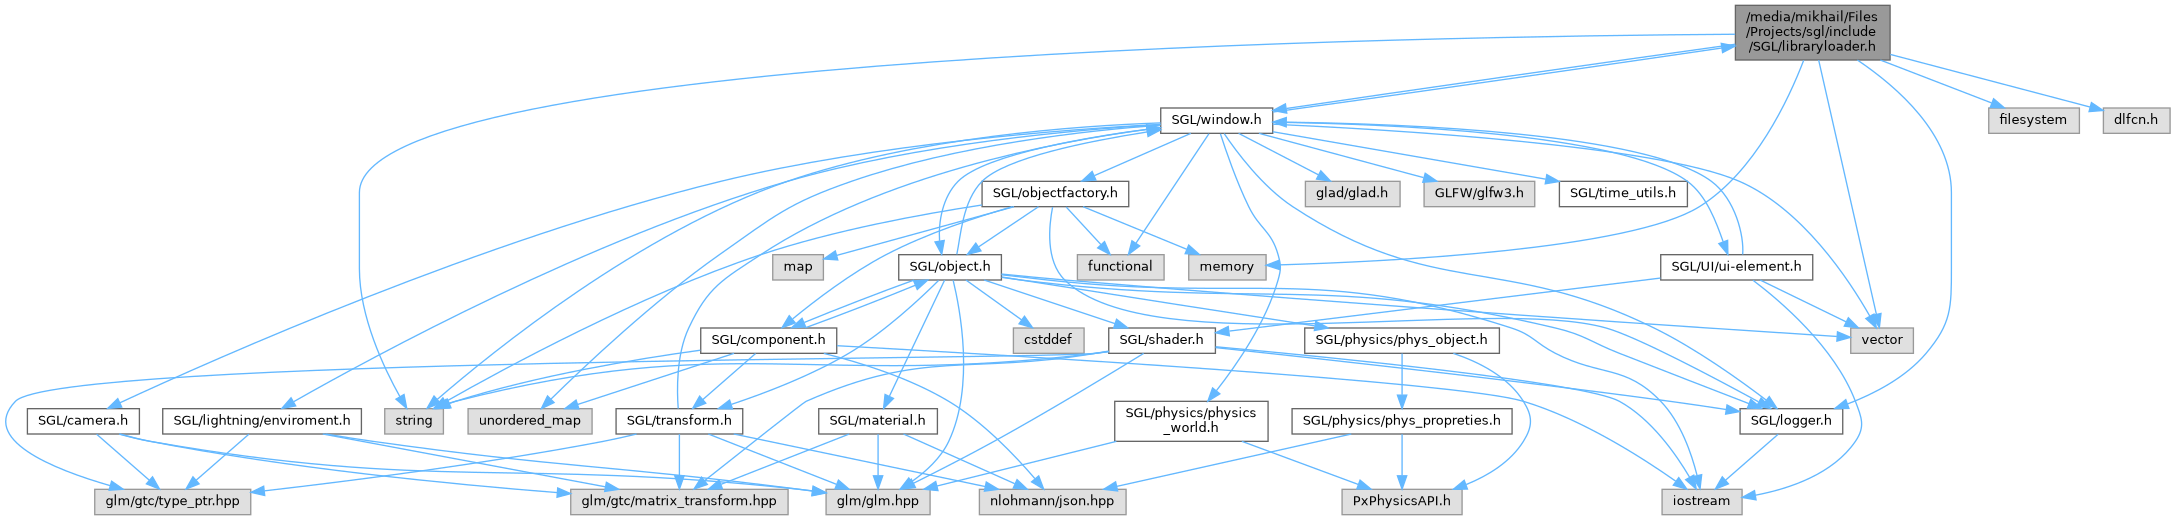 /media/mikhail/Files
/Projects/sgl/include
/SGL/libraryloader.h
SGL/window.h
filesystem
dlfcn.h
SGL/objectfactory.h
glad/glad.h
GLFW/glfw3.h
SGL/time_utils.h
map
SGL/object.h
functional
memory
SGL/UI/ui-element.h
SGL/component.h
cstddef
SGL/shader.h
SGL/physics/phys_object.h
vector
SGL/camera.h
SGL/lightning/enviroment.h
string
unordered_map
SGL/transform.h
SGL/material.h
SGL/physics/physics
_world.h
SGL/physics/phys_propreties.h
SGL/logger.h
glm/gtc/type_ptr.hpp
glm/gtc/matrix_transform.hpp
glm/glm.hpp
nlohmann/json.hpp
PxPhysicsAPI.h
iostream